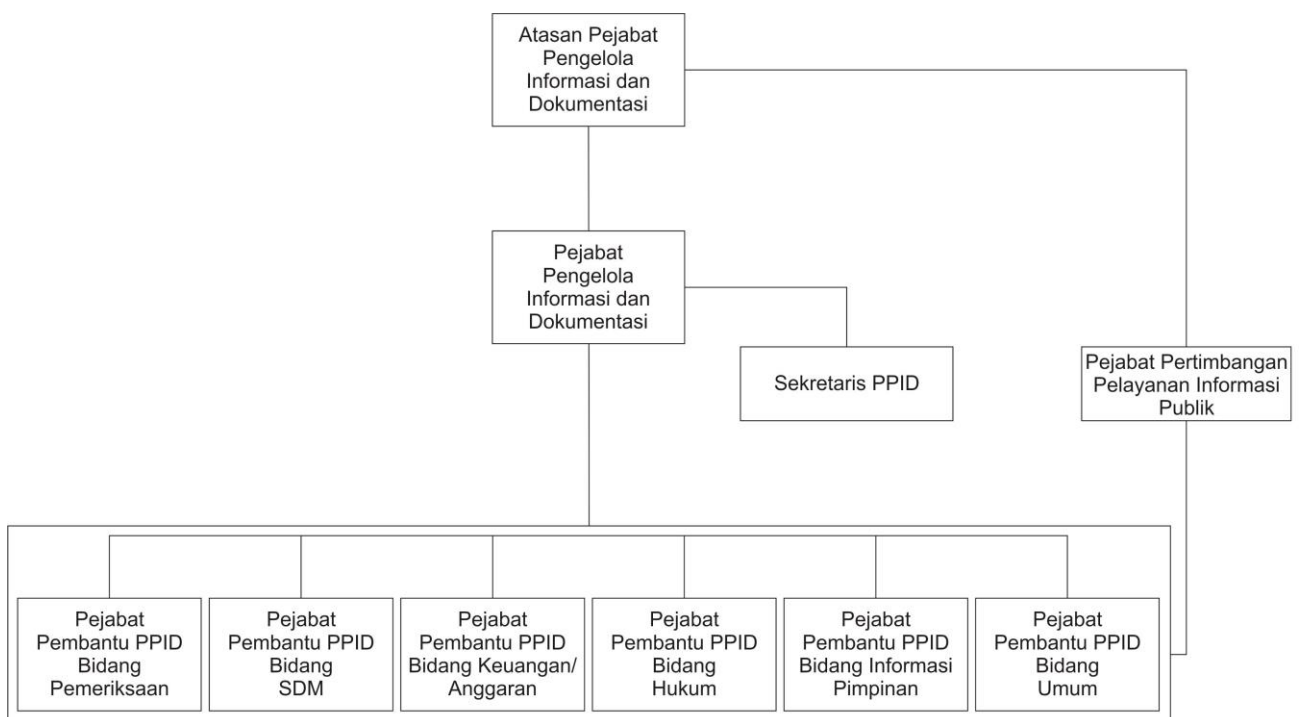 Atasan Pejabat
Pengelola
Informasi dan
Dokumentasi
Pejabat
Pengelola
Informasi dan
Dokumentasi
Sekretaris PPID
Pejabat Pertimbangan
Pelayanan Informasi
Publik
Pejabat
Pembantu PPID
Bidang
Pemeriksaan
Pejabat
Pembantu PPID
Bidang
SDM
Pejabat
Pembantu PPID
Bidang Keuangan/
Anggaran
Pejabat
Pembantu PPID
Bidang
Hukum
Pejabat
Pembantu PPID
Bidang Informasi
Pimpinan
Pejabat
Pembantu PPID
Bidang
Umum